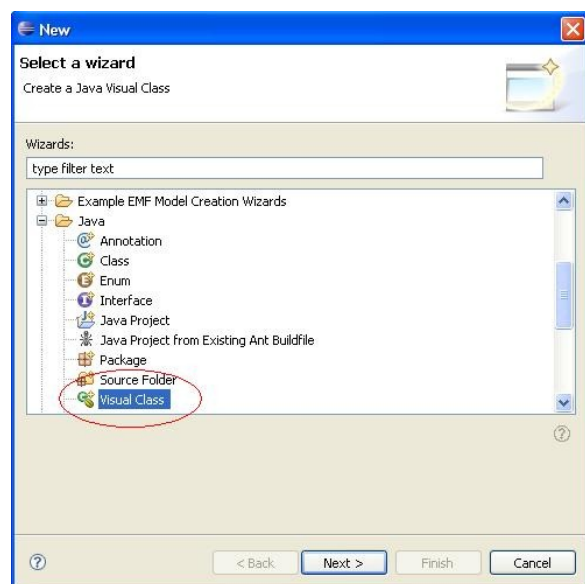 New
Select a wizard
Create a Java Visual Class
Wizards:
type filter text
Example EMF Model Creation Wizards
Java
Annotation
Class
Enum
Interface
Java Project
Java Project from Existing Ant Buildfile
Package
Source Folder
Visual Class
< Back Next > Finish Cancel